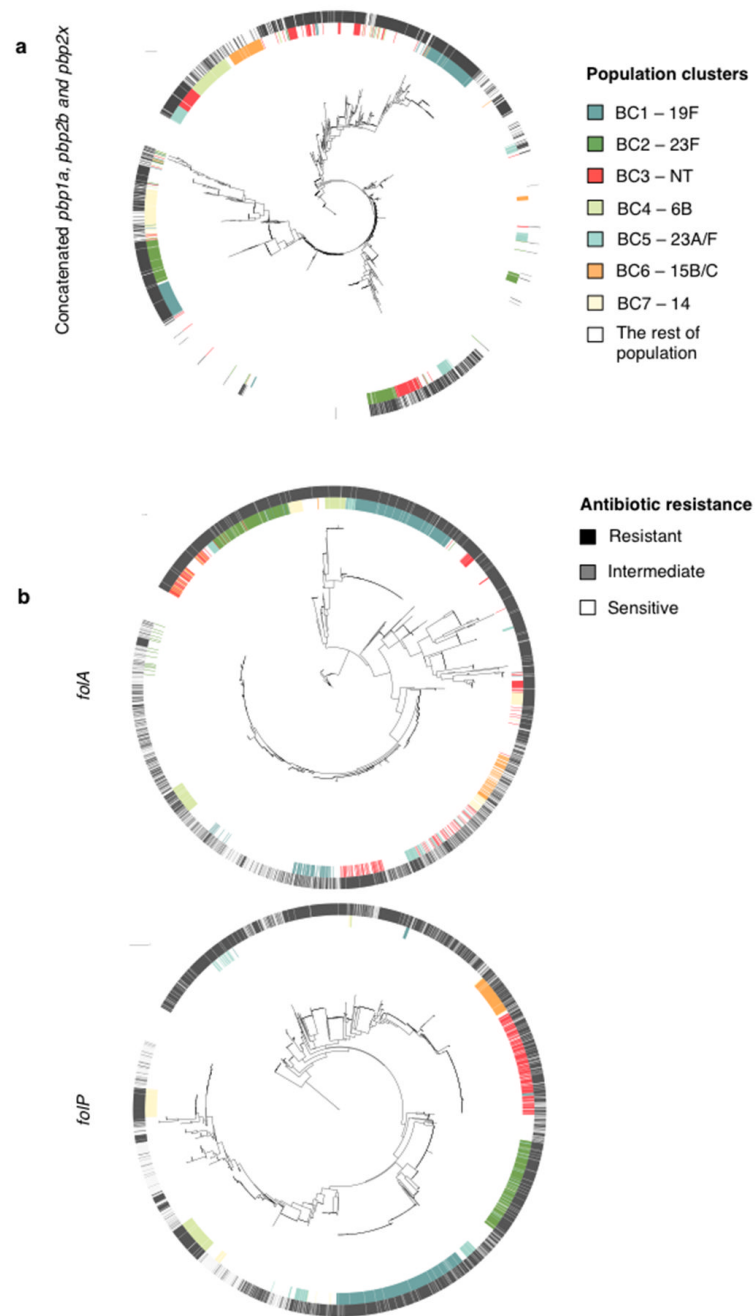 a
Concatenated pbp1a, pbp2b and pbp2x
Population clusters
BC1 – 19F
BC2 – 23F
BC3 – NT
BC4 – 6B
BC5 – 23A/F
BC6 – 15B/C
BC7 – 14
The rest of
population
b
folA
Antibiotic resistance
Resistant
Intermediate
Sensitive
folP